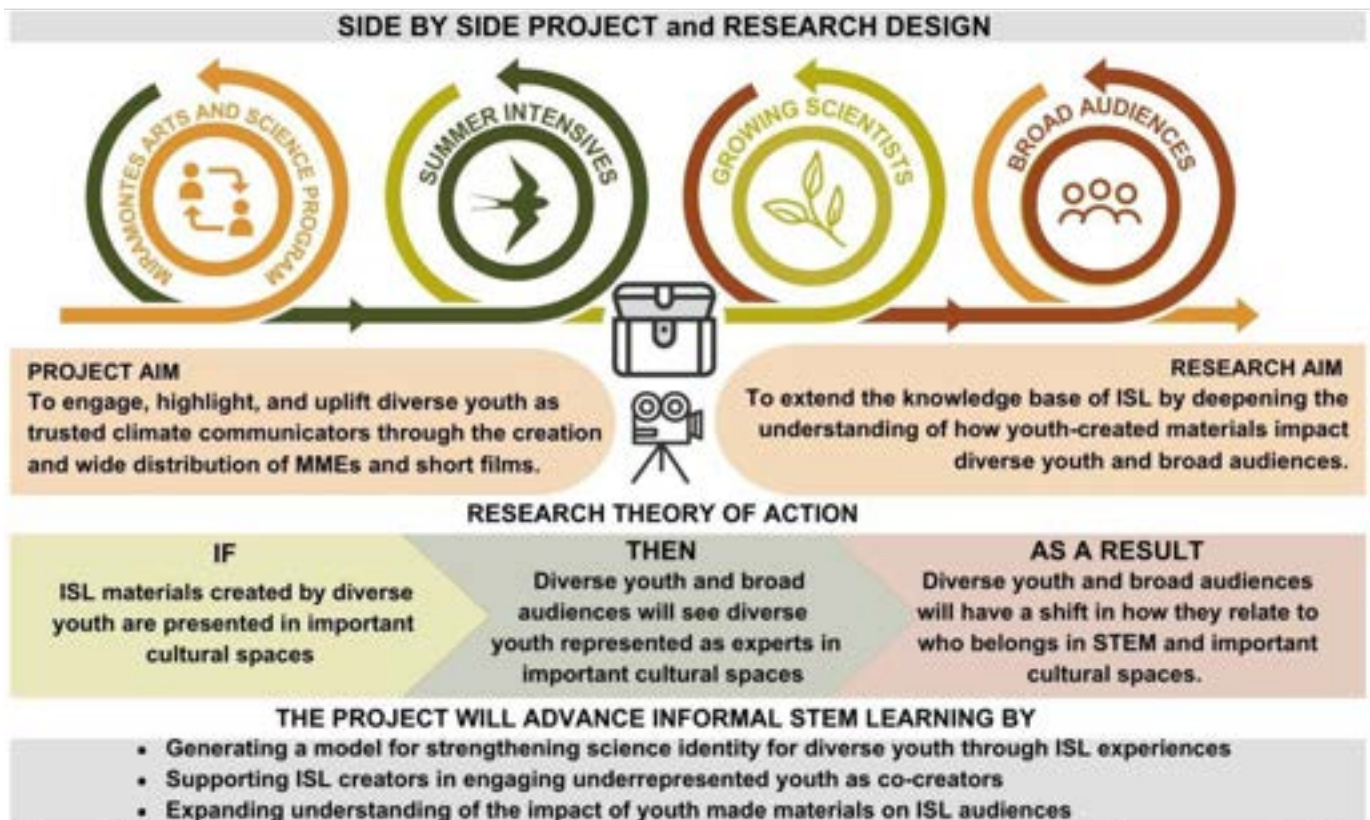 SIDE BY SIDE PROJECT and RESEARCH DESIGN
MIRAMONTES ARTS AND SCIENCE PROGRAM
SUMMER INTENSIVES
GROWING SCIENTISTS
BROAD AUDIENCES
PROJECT AIM
To engage, highlight, and uplift diverse youth as
trusted climate communicators through the creation
and wide distribution of MMEs and short films.
RESEARCH AIM
To extend the knowledge base of ISL by deepening the
understanding of how youth-created materials impact
diverse youth and broad audiences.
RESEARCH THEORY OF ACTION
IF
ISL materials created by diverse
youth are presented in important
cultural spaces
THEN
Diverse youth and broad
audiences will see diverse
youth represented as experts in
important cultural spaces
AS A RESULT
Diverse youth and broad audiences
will have a shift in how they relate to
who belongs in STEM and important
cultural spaces.
THE PROJECT WILL ADVANCE INFORMAL STEM LEARNING BY
• Generating a model for strengthening science identity for diverse youth through ISL experiences
• Supporting ISL creators in engaging underrepresented youth as co-creators
• Expanding understanding of the impact of youth made materials on ISL audiences